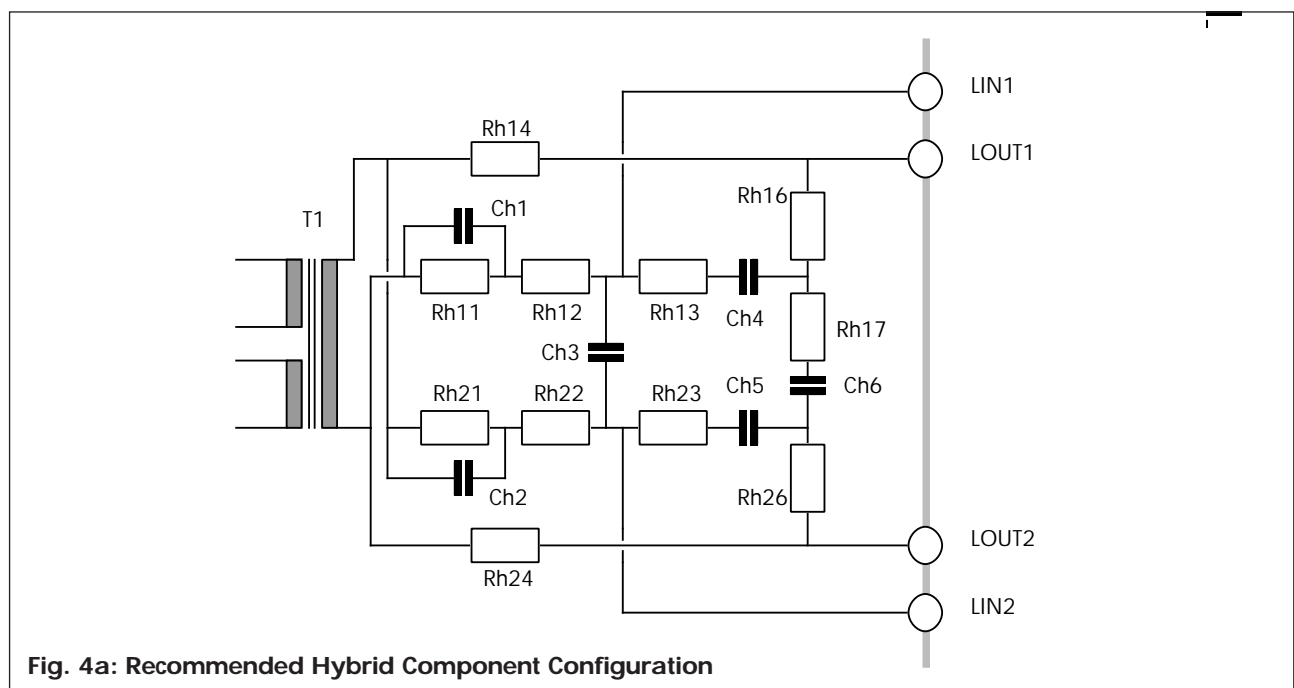 LIN1
Rh14
LOUT1
Rh16
Ch1
T1
Rh11
Rh12
Rh13
Ch4
Rh17
Ch3
Rh21
Rh22
Rh23
Ch5
Ch6
Ch2
Rh26
LOUT2
Rh24
LIN2
Fig. 4a: Recommended Hybrid Component Configuration